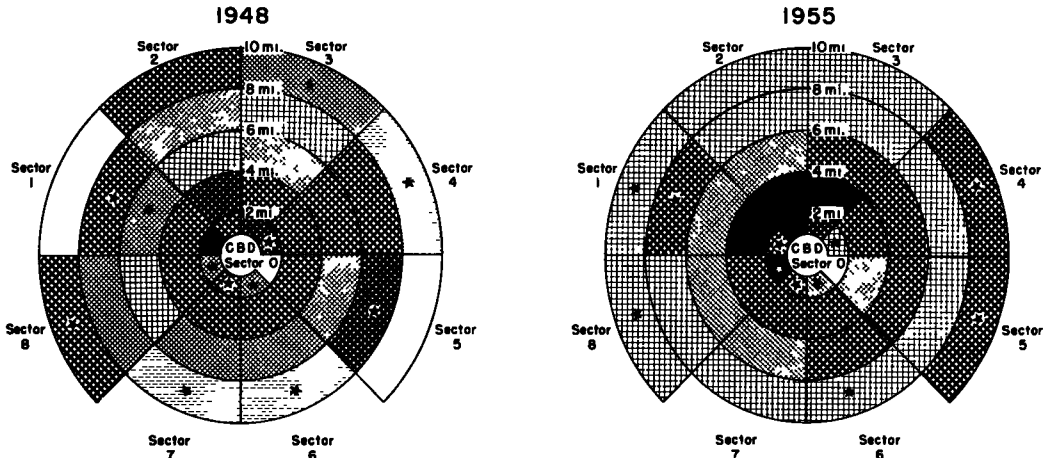 1948
Sector
2
10 mi.
Sector
3
8 mi.
6 mi.
4 mi.
2 mi
Sector
1
Sector
4
CBD
Sector 0
Sector
8
Sector
5
Sector
7
Sector
6
1955
Sector
2
10 mi.
Sector
3
8 mi.
6 mi.
4 mi.
2 mi
Sector
1
Sector
4
CBD
Sector 0
Sector
8
Sector
5
Sector
7
Sector
6